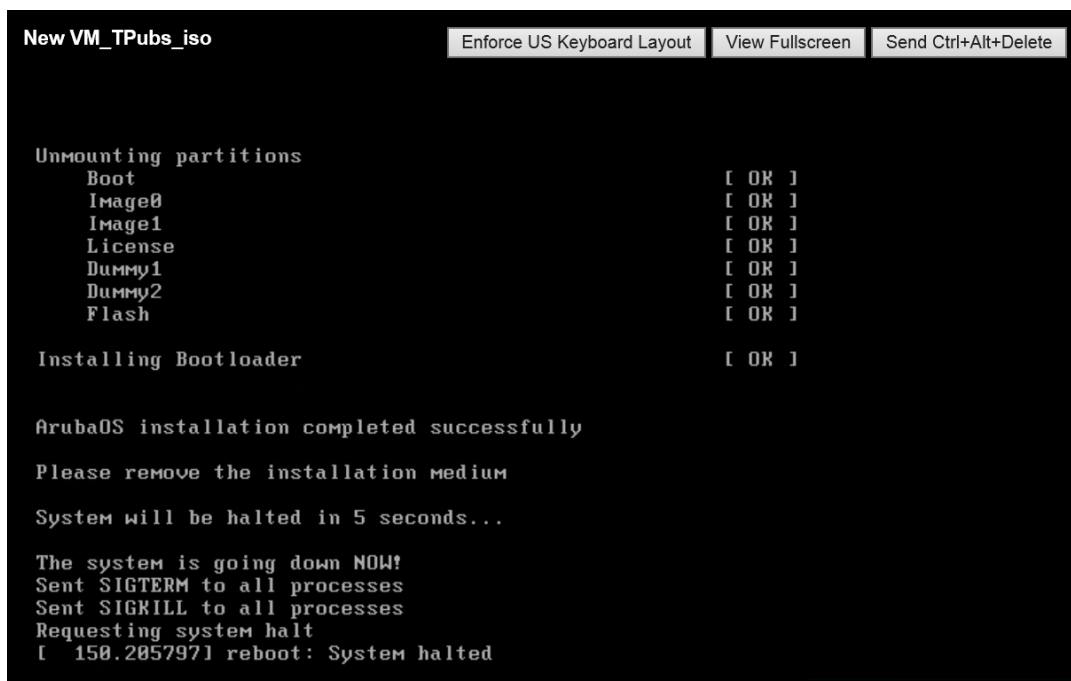 New VM_TPubs_iso Enforce US Keyboard Layout View Fullscreen Send Ctrl+Alt+Delete
Unmounting partitions
Boot [ OK ]
Image0 [ OK ]
Image1 [ OK ]
License [ OK ]
Dummy1 [ OK ]
Dummy2 [ OK ]
Flash [ OK ]
Installing Bootloader [ OK ]
ArubaOS installation completed successfully
Please remove the installation medium
System will be halted in 5 seconds...
The system is going down NOW!
Sent SIGTERM to all processes
Sent SIGKILL to all processes
Requesting system halt
[  150.205797] reboot: System halted